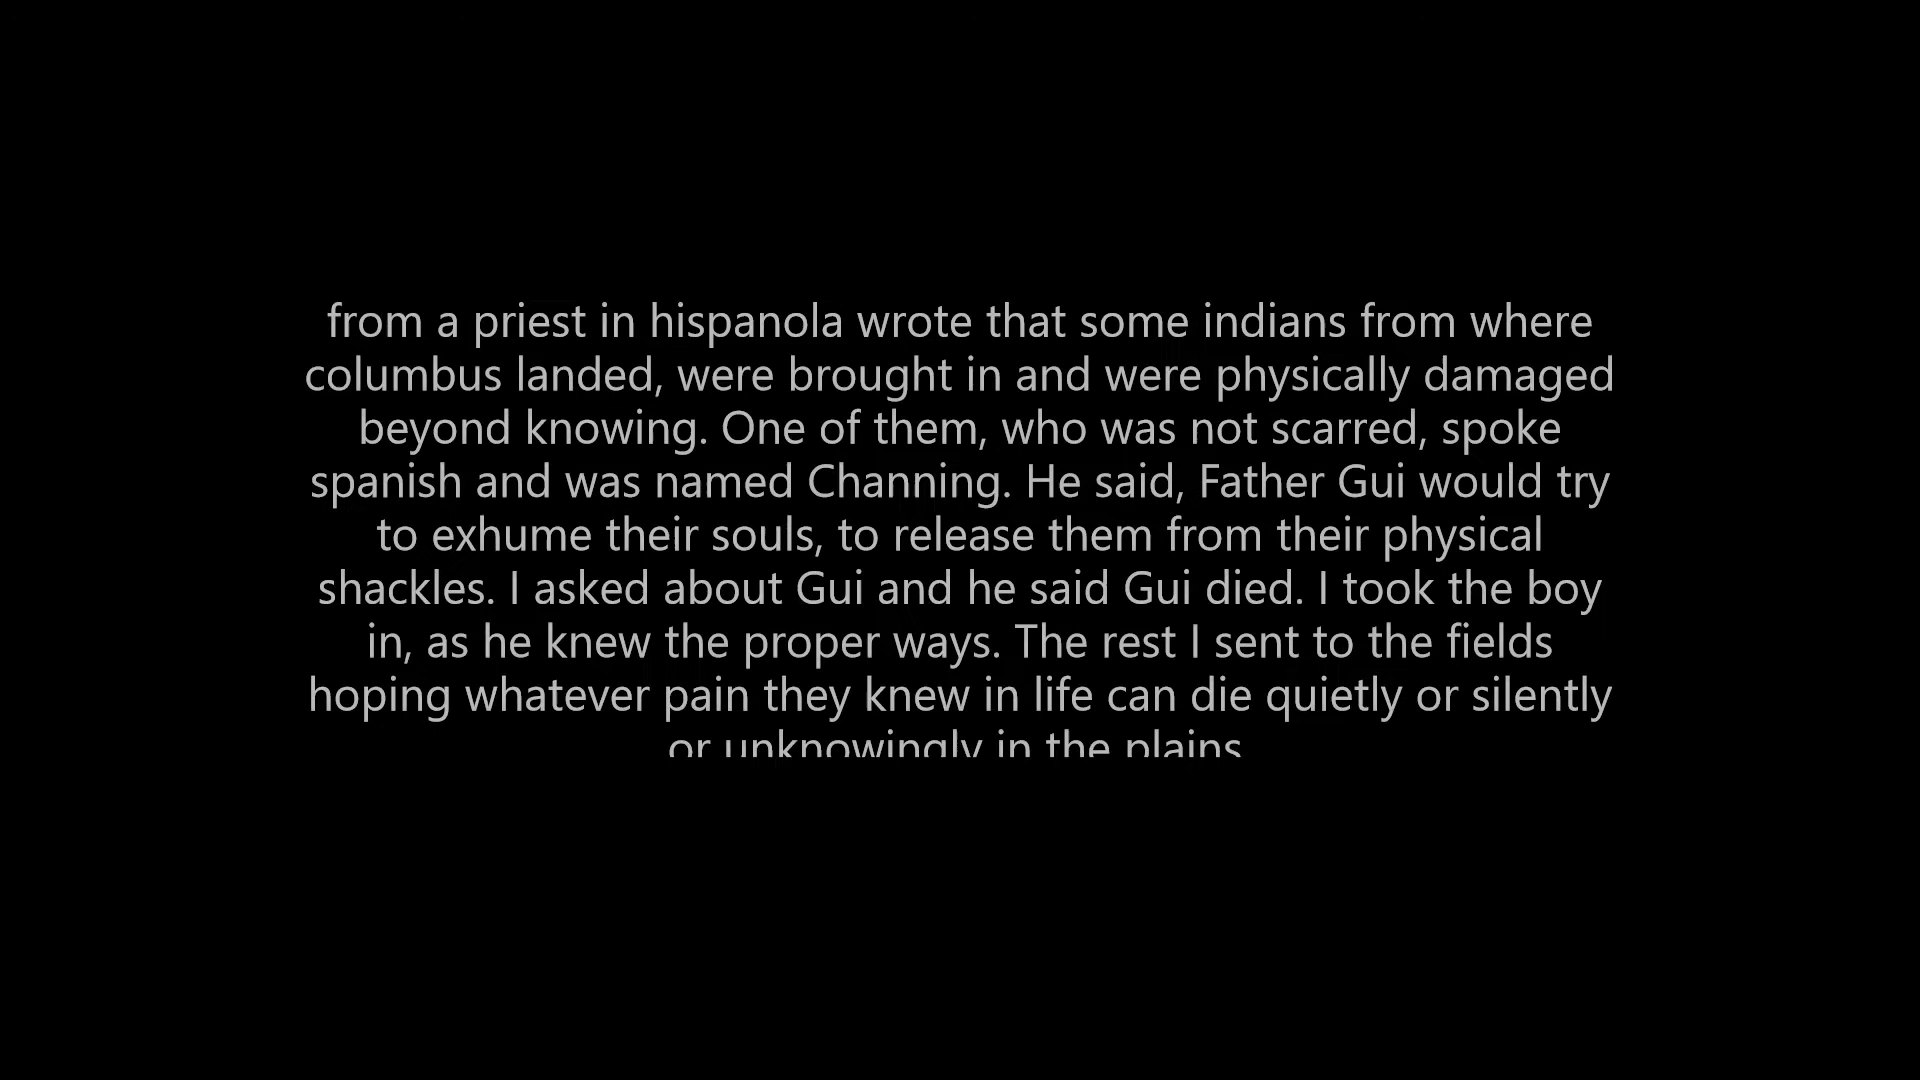 from a priest in hispanola wrote that some indians from where
columbus landed, were brought in and were physically damaged
beyond knowing. One of them, who was not scarred, spoke
spanish and was named Channing. He said, Father Gui would try
to exhume their souls, to release them from their physical
shackles. I asked about Gui and he said Gui died. I took the boy
in, as he knew the proper ways. The rest I sent to the fields
hoping whatever pain they knew in life can die quietly or silently
or unknowingly in the plains